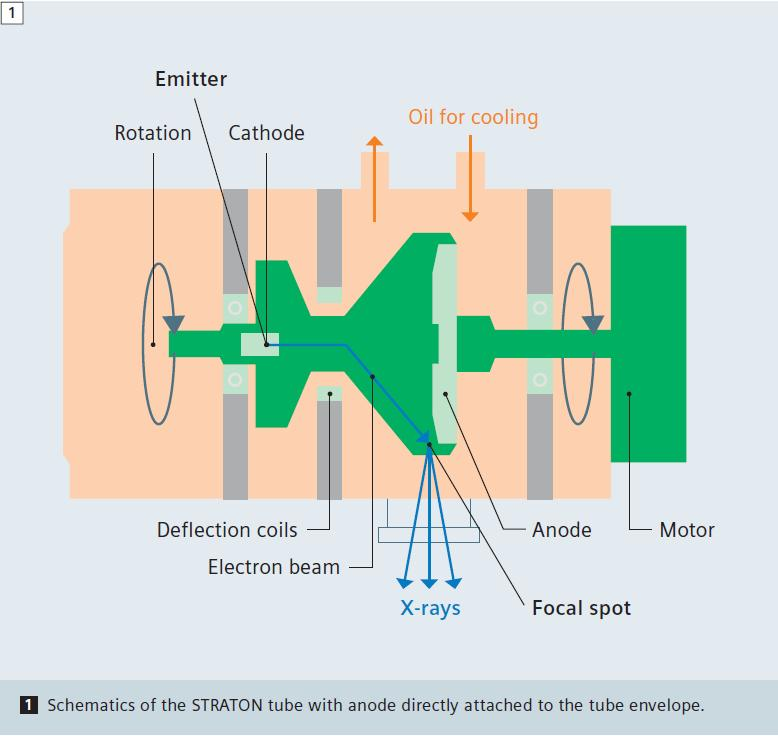 1
Emitter
Oil for cooling
Rotation
Cathode
Deflection coils
Anode
Motor
Electron beam
X-rays
Focal spot
1 Schematics of the STRATON tube with anode directly attached to the tube envelope.